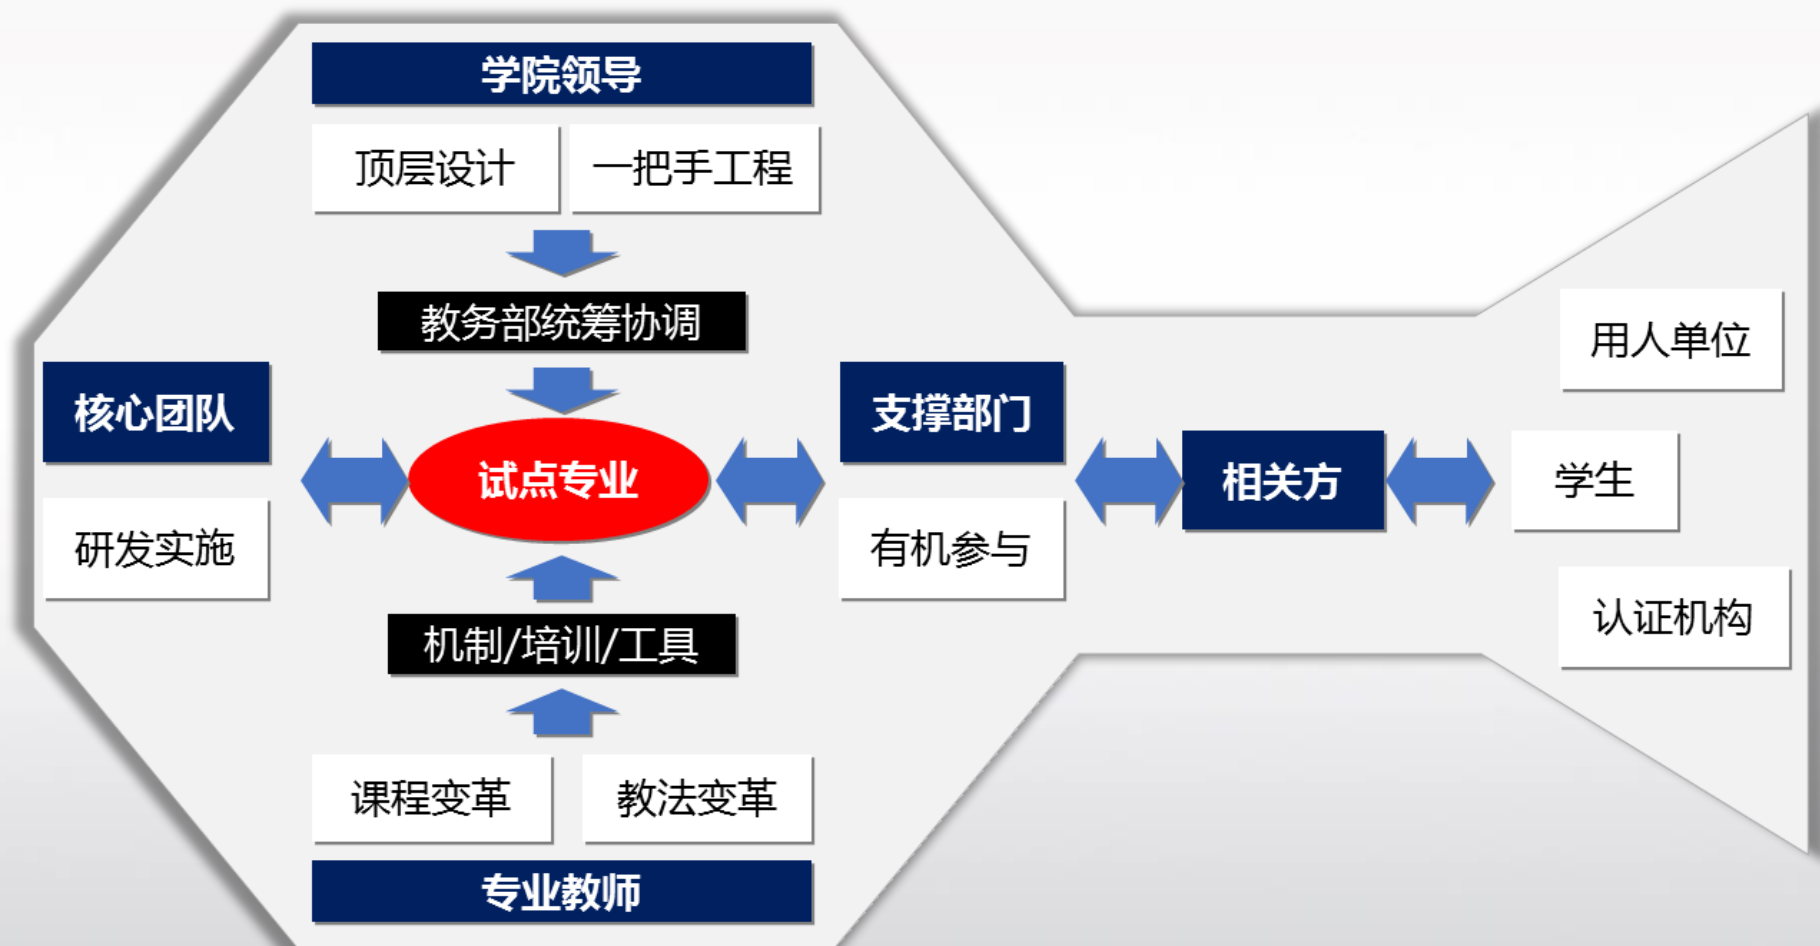 学院领导
顶层设计
一把手工程
教务部统筹协调
核心团队
研发实施
试点专业
支撑部门
有机参与
相关方
用人单位
学生
认证机构
机制/培训/工具
课程变革
教法变革
专业教师